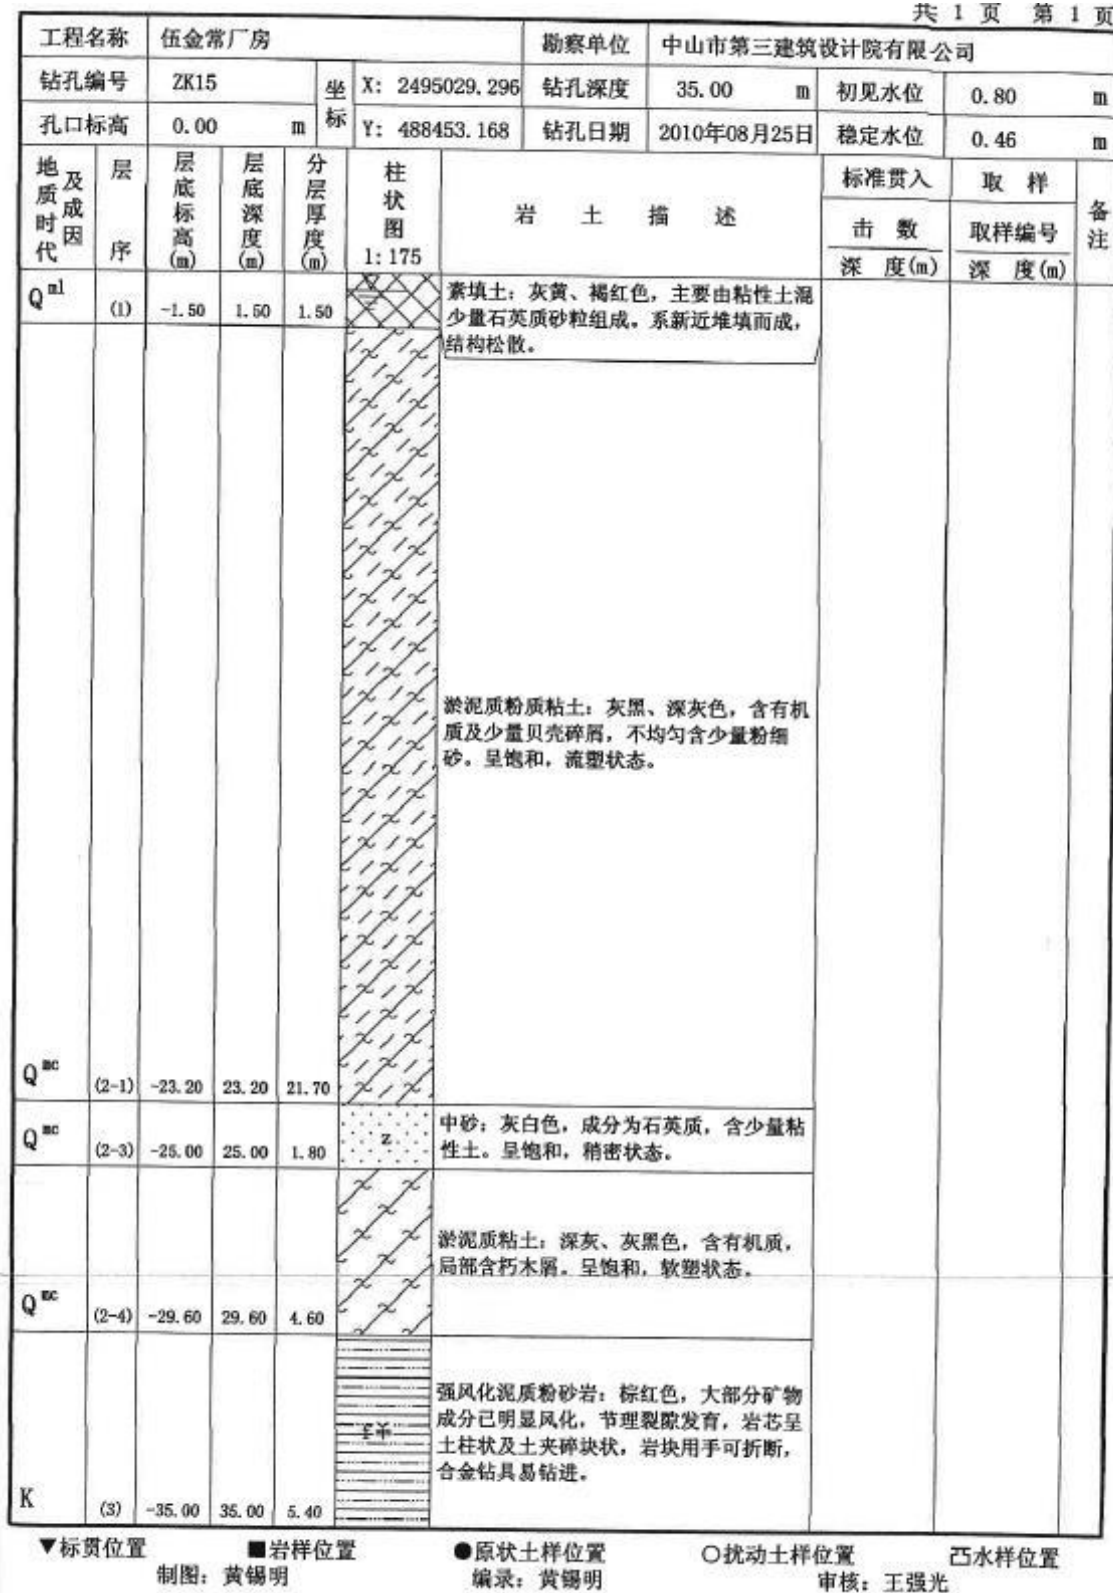 共 1 页 第 1 页
工程名称 伍金常厂房 勘察单位 中山市第三建筑设计院有限公司
钻孔编号 ZK15 坐标 X: 2495029.296 钻孔深度 35.00 m 初见水位 0.80 m
孔口标高 0.00 m Y: 488453.168 钻孔日期 2010年08月25日 稳定水位 0.46 m
地质时代及成因 层序 层底标高(m) 层底深度(m) 分层厚度(m) 柱状图 1:175 岩 土 描 述 标准贯入 取 样 备注
击 数 取样编号
深 度(m) 深 度(m)
Q ml (1) -1.50 1.50 1.50 素填土：灰黄、褐红色，主要由粘性土混
少量石英质砂粒组成。系新近堆填而成，
结构松散。
淤泥质粉质粘土：灰黑、深灰色，含有机
质及少量贝壳碎屑，不均匀含少量粉细
砂。呈饱和，流塑状态。
Q mc (2-1) -23.20 23.20 21.70
Q mc (2-3) -25.00 25.00 1.80 z 中砂：灰白色，成分为石英质，含少量粘
性土。呈饱和，稍密状态。
淤泥质粘土：深灰、灰黑色，含有机质，
局部含朽木屑。呈饱和，软塑状态。
Q mc (2-4) -29.60 29.60 4.60
强风化泥质粉砂岩：棕红色，大部分矿物
成分已明显风化，节理裂隙发育，岩芯呈
土柱状及土夹碎块状，岩块用手可折断，
合金钻具易钻进。
K (3) -35.00 35.00 5.40
▼标贯位置 ■岩样位置 ●原状土样位置 ○扰动土样位置 凸水样位置
制图：黄锡明 编录：黄锡明 审核：王强光